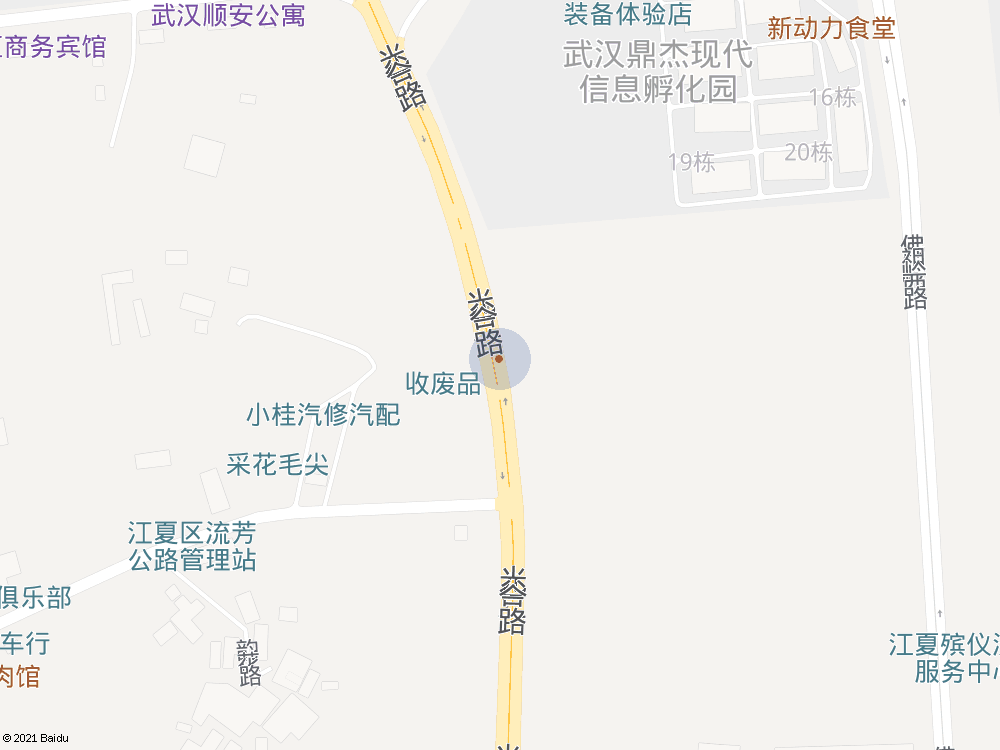 武汉顺安公寓
商务宾馆
装备体验店
新动力食堂
武汉鼎杰现代
信息孵化园
16栋
19栋
20栋
路
路
路
收废品
小桂汽修汽配
采花毛尖
江夏区流芳
公路管理站
俱乐部
车行
肉馆
路
路
江夏殡仪
服务中心
© 2021 Baidu